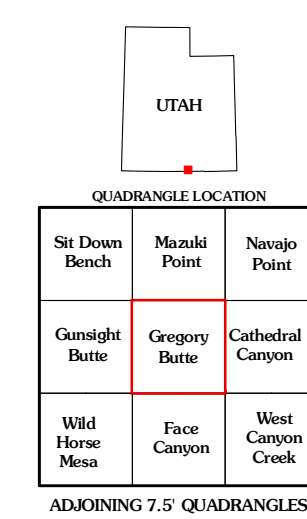 UTAH
QUADRANGLE LOCATION
Sit Down
Bench
Mazuki
Point
Navajo
Point
Gunsight
Butte
Gregory
Butte
Cathedral
Canyon
Wild
Horse
Mesa
Face
Canyon
West
Canyon
Creek
ADJOINING 7.5' QUADRANGLES